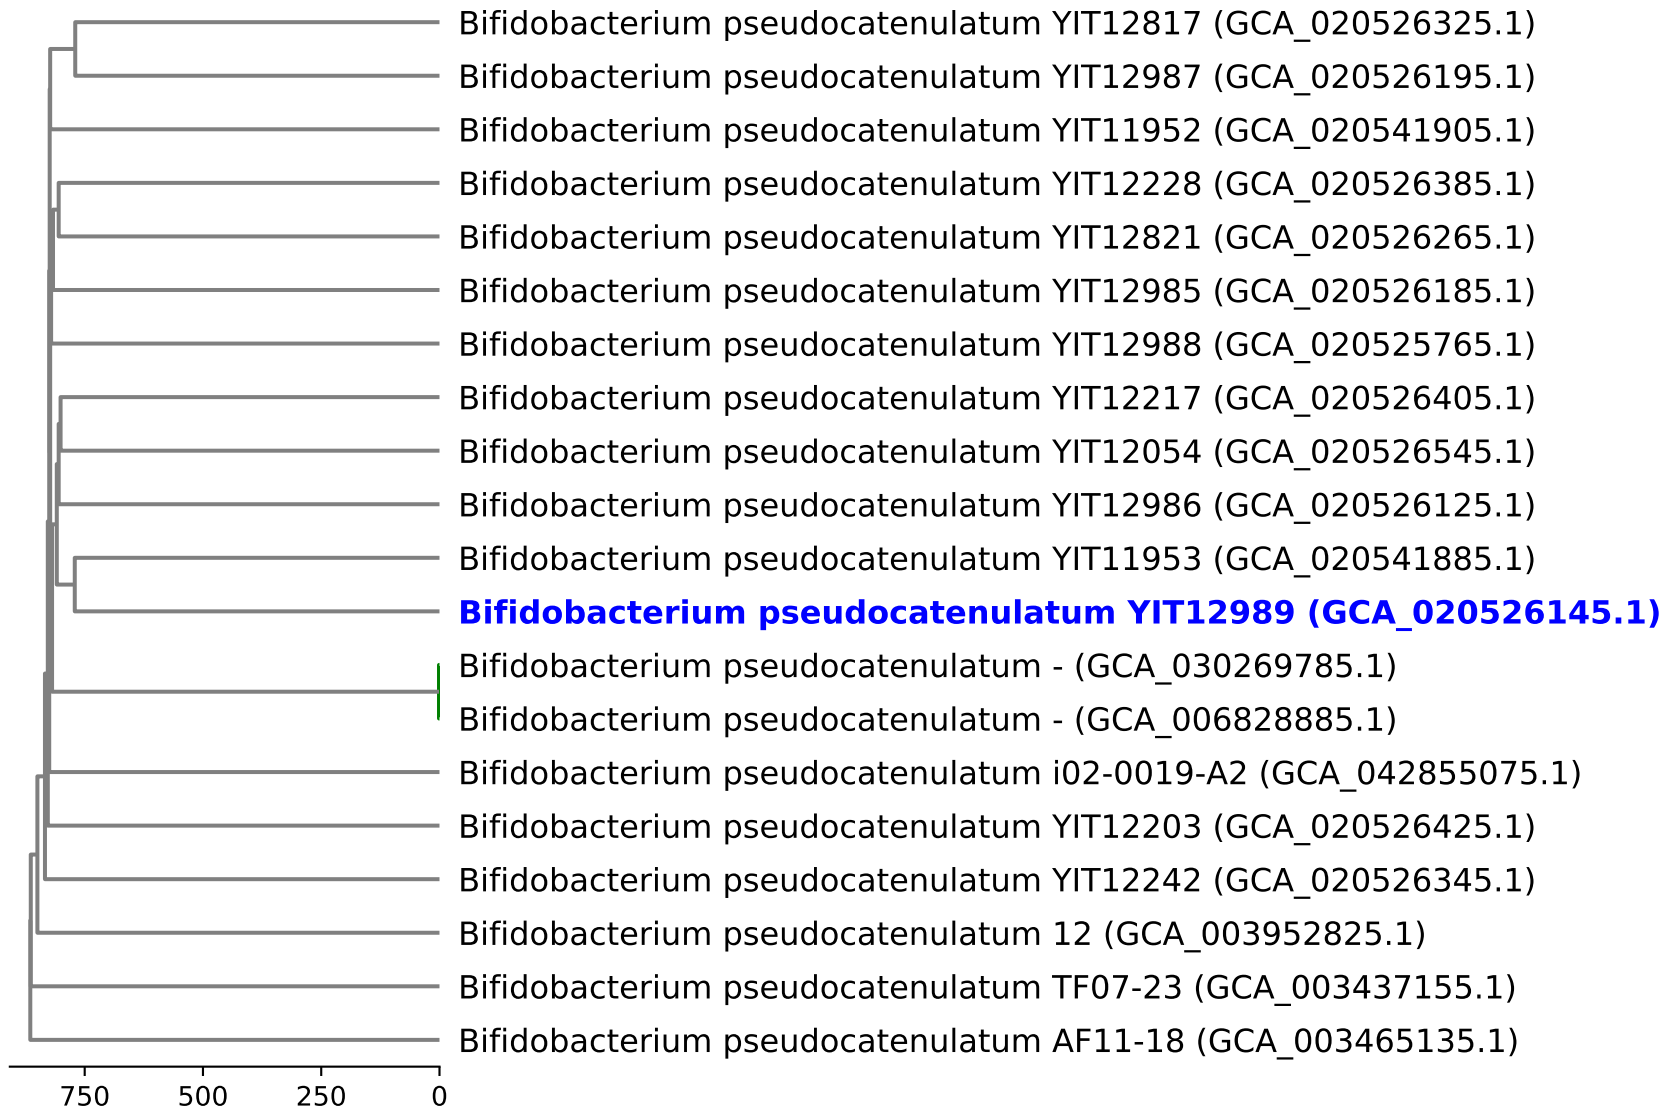 Bifidobacterium pseudocatenulatum YIT12817 (GCA_020526325.1)
Bifidobacterium pseudocatenulatum YIT12987 (GCA_020526195.1)
Bifidobacterium pseudocatenulatum YIT11952 (GCA_020541905.1)
Bifidobacterium pseudocatenulatum YIT12228 (GCA_020526385.1)
Bifidobacterium pseudocatenulatum YIT12821 (GCA_020526265.1)
Bifidobacterium pseudocatenulatum YIT12985 (GCA_020526185.1)
Bifidobacterium pseudocatenulatum YIT12988 (GCA_020525765.1)
Bifidobacterium pseudocatenulatum YIT12217 (GCA_020526405.1)
Bifidobacterium pseudocatenulatum YIT12054 (GCA_020526545.1)
Bifidobacterium pseudocatenulatum YIT12986 (GCA_020526125.1)
Bifidobacterium pseudocatenulatum YIT11953 (GCA_020541885.1)
Bifidobacterium pseudocatenulatum YIT12989 (GCA_020526145.1)
Bifidobacterium pseudocatenulatum - (GCA_030269785.1)
Bifidobacterium pseudocatenulatum - (GCA_006828885.1)
Bifidobacterium pseudocatenulatum i02-0019-A2 (GCA_042855075.1)
Bifidobacterium pseudocatenulatum YIT12203 (GCA_020526425.1)
Bifidobacterium pseudocatenulatum YIT12242 (GCA_020526345.1)
Bifidobacterium pseudocatenulatum 12 (GCA_003952825.1)
Bifidobacterium pseudocatenulatum TF07-23 (GCA_003437155.1)
Bifidobacterium pseudocatenulatum AF11-18 (GCA_003465135.1)
750 500 250 0